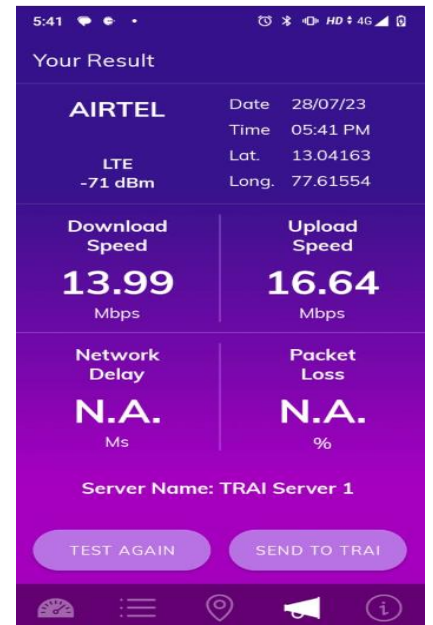 5:41 HD 4G
Your Result
AIRTEL
LTE
-71 dBm
Date 28/07/23
Time 05:41 PM
Lat. 13.04163
Long. 77.61554
Download
Speed
13.99
Mbps
Upload
Speed
16.64
Mbps
Network
Delay
N.A.
Ms
Packet
Loss
N.A.
%
Server Name: TRAI Server 1
TEST AGAIN
SEND TO TRAI